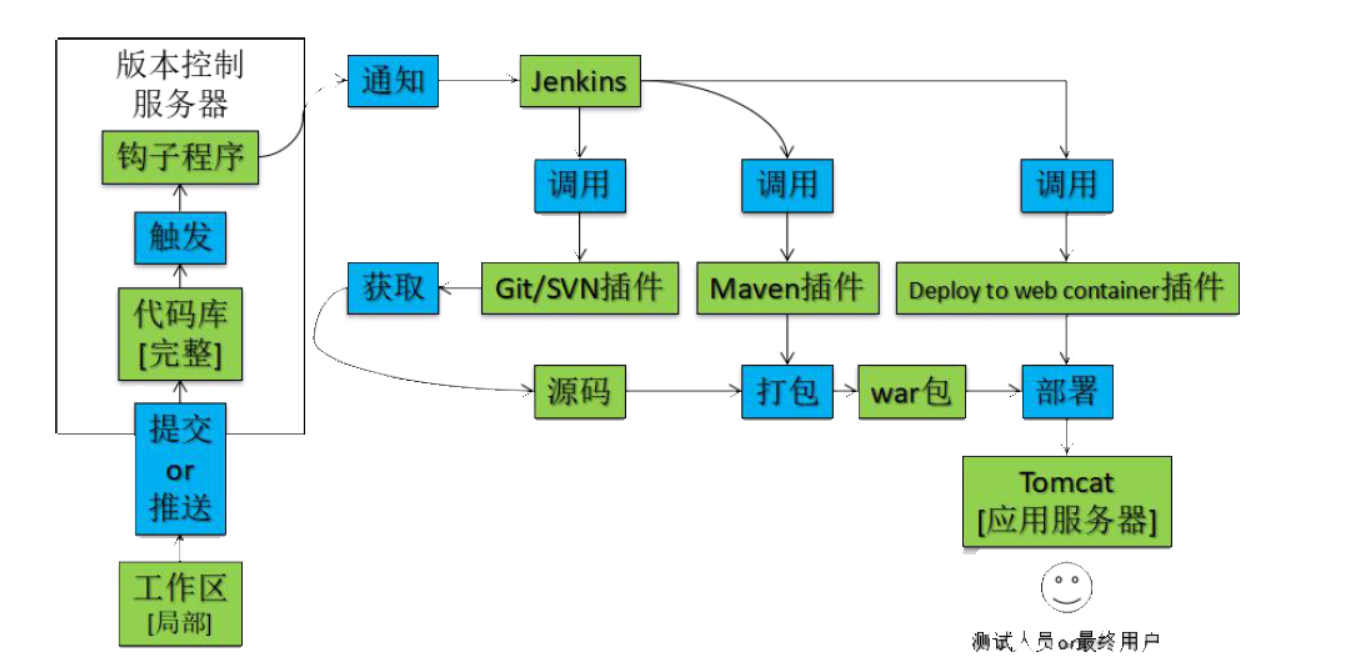 版本控制
服务器
钩子程序
触发
代码库
[完整]
提交
or
推送
工作区
[局部]
通知
Jenkins
调用
调用
调用
获取
Git/SVN插件
Maven插件
Deploy to web container插件
源码
打包
war包
部署
Tomcat
[应用服务器]
测试人员or最终用户